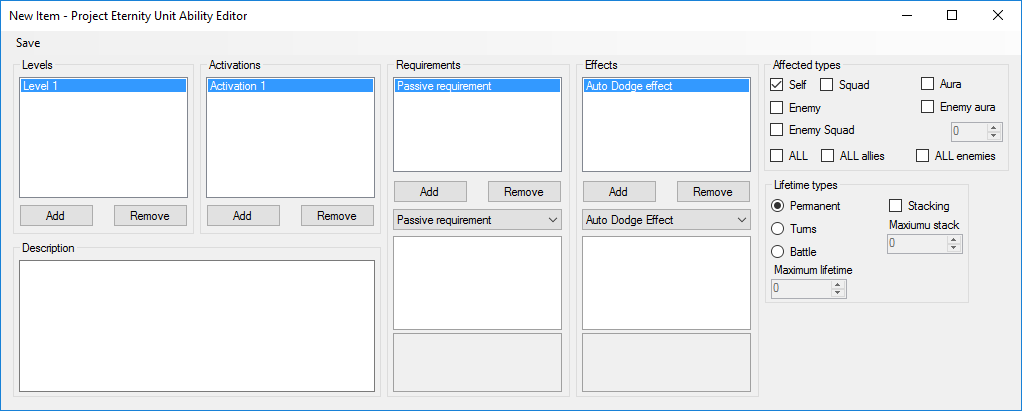 New Item - Project Eternity Unit Ability Editor
Save
Levels
Level 1
Add Remove
Activations
Activation 1
Add Remove
Description
Requirements
Passive requirement
Add Remove
Passive requirement
Effects
Auto Dodge effect
Add Remove
Auto Dodge Effect
Affected types
Self Squad Aura
Enemy Enemy aura
Enemy Squad 0
ALL ALL allies ALL enemies
Lifetime types
Permanent Stacking
Turns Maxiumu stack
Battle 0
Maximum lifetime
0